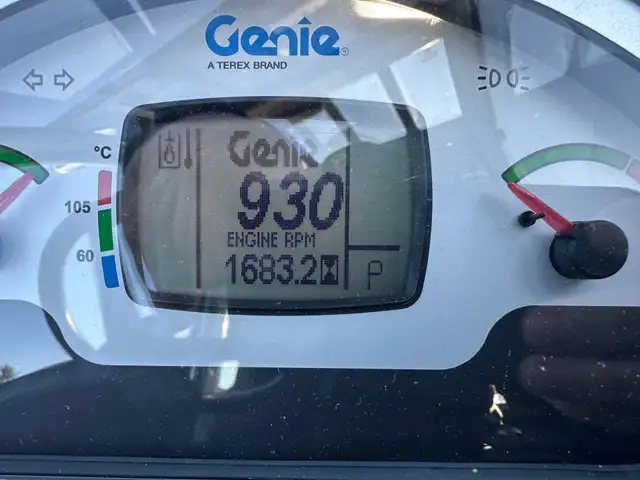 Genie®
A TEREX BRAND
°C
105
60
Genie
930
ENGINE RPM
1683.2
P